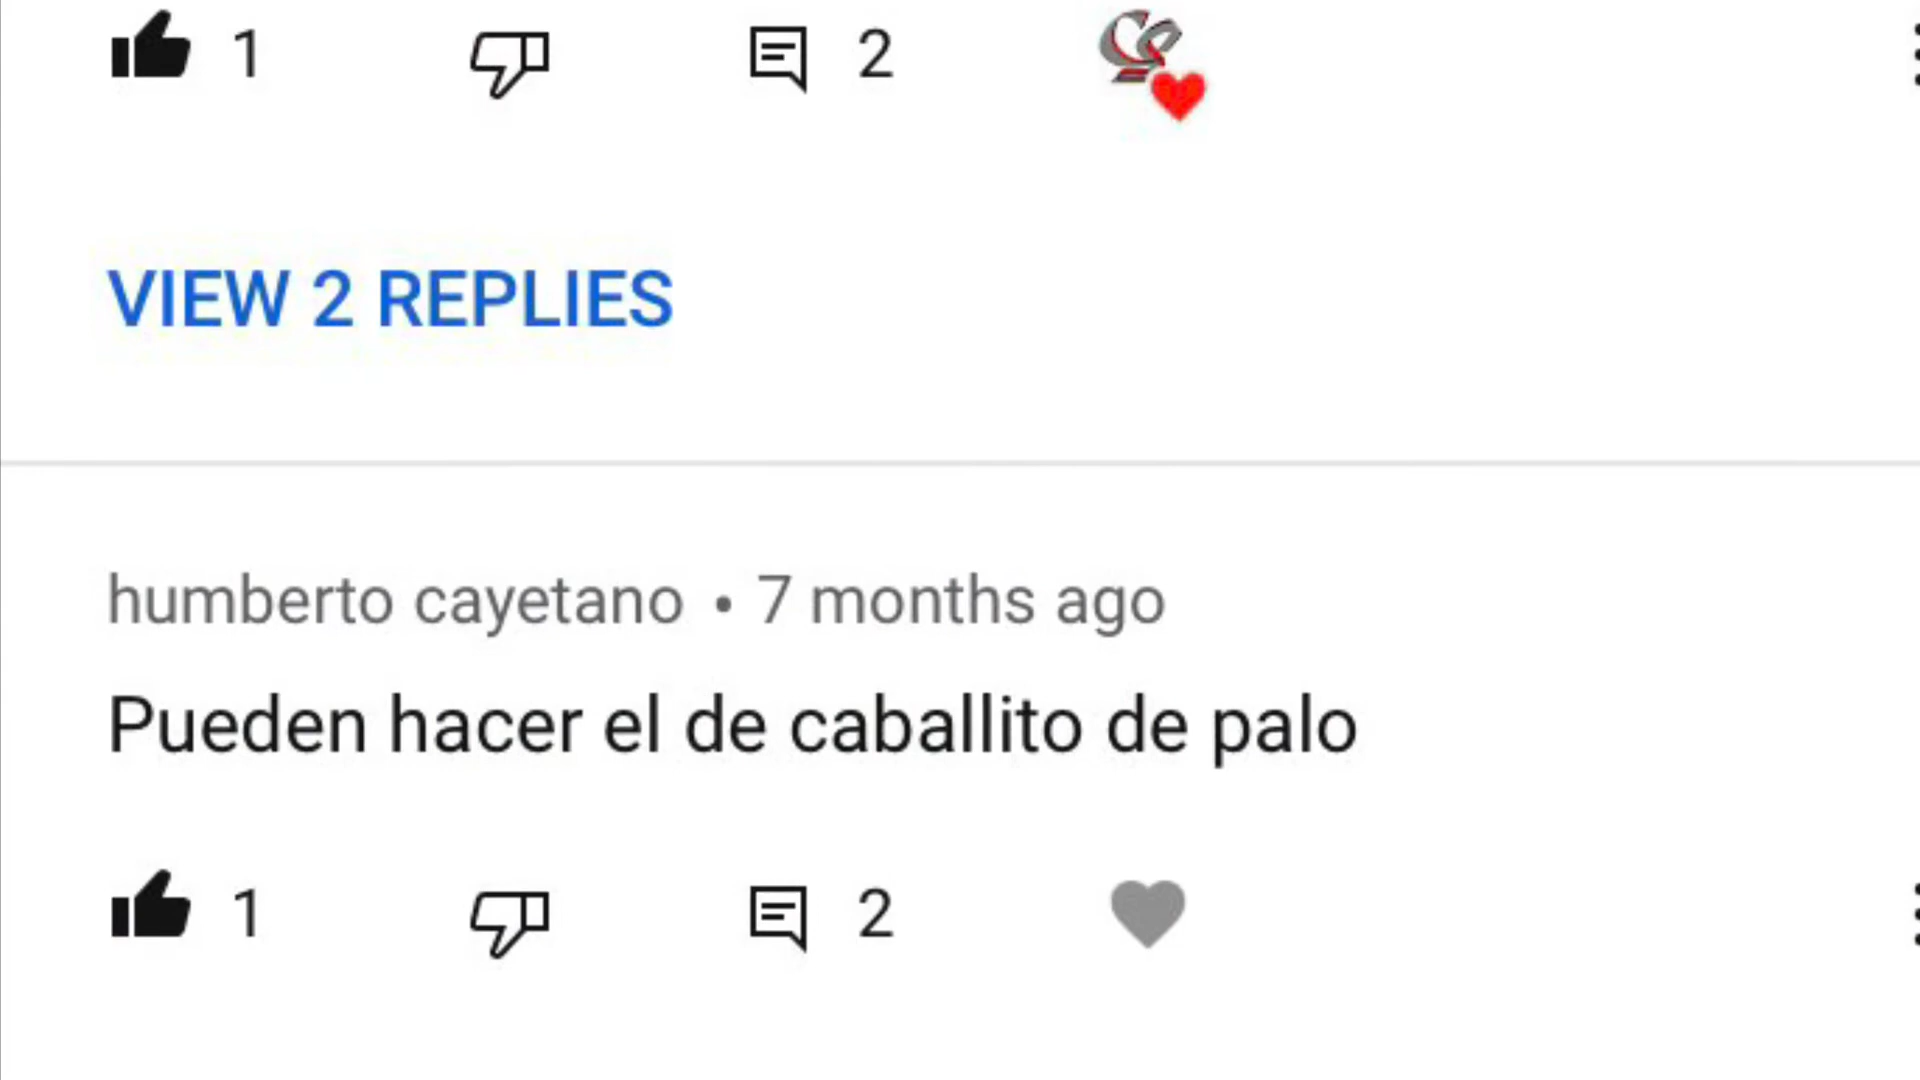 1 2
VIEW 2 REPLIES
humberto cayetano • 7 months ago
Pueden hacer el de caballito de palo
1 2